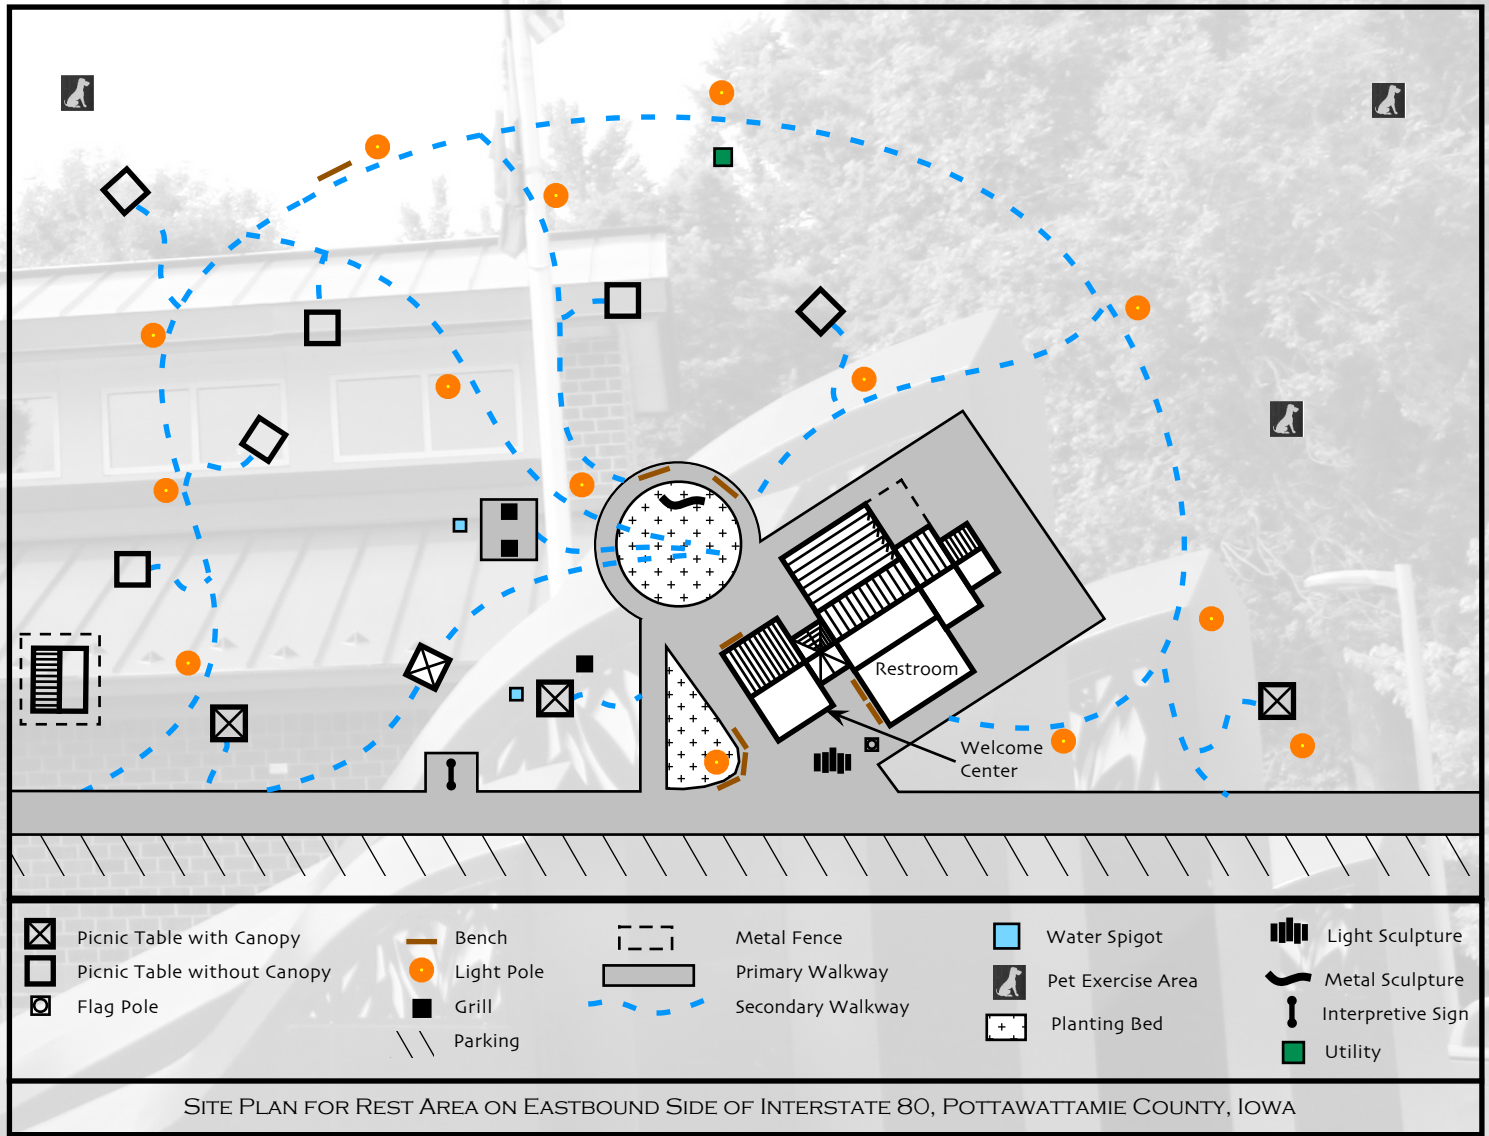 Restroom
Welcome
Center
Picnic Table with Canopy
Picnic Table without Canopy
Flag Pole
Bench
Light Pole
Grill
Parking
Metal Fence
Primary Walkway
Secondary Walkway
Water Spigot
Pet Exercise Area
Planting Bed
Light Sculpture
Metal Sculpture
Interpretive Sign
Utility
Site Plan for Rest Area on Eastbound Side of Interstate 80, Pottawattamie County, Iowa